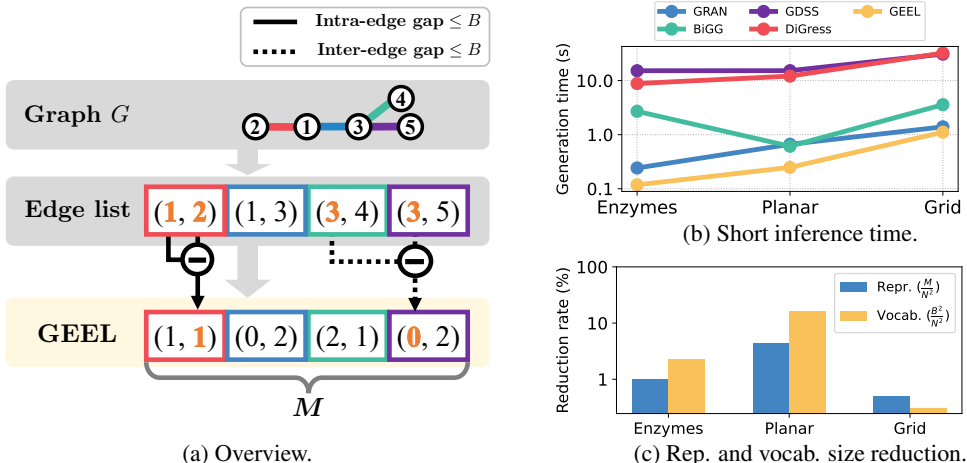 Intra-edge gap ≤ B
Inter-edge gap ≤ B
Graph G
2 1 3 4 5
Edge list
(1, 2) (1, 3) (3, 4) (3, 5)
GEEL
(1, 1) (0, 2) (2, 1) (0, 2)
M
(a) Overview.
GRAN GDSS GEEL
BiGG DiGress
Generation time (s)
10.0
1.0
0.1
Enzymes Planar Grid
(b) Short inference time.
Reduction rate (%)
100
10
1
Repr. (M/N²)
Vocab. (B²/N²)
Enzymes Planar Grid
(c) Rep. and vocab. size reduction.